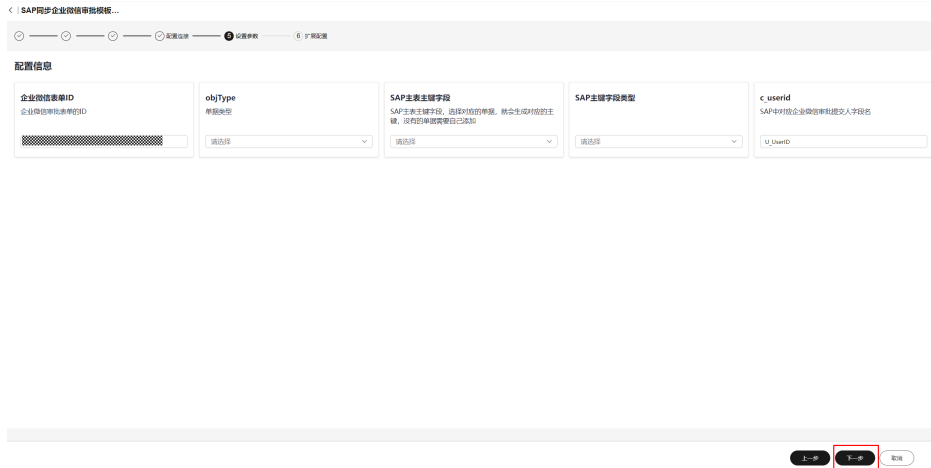 < | SAP同步企业微信审批模板...
配置连接
5 设置参数
6 扩展配置
配置信息
企业微信表单ID
企业微信审批表单的ID
objType
单据类型
请选择
SAP主表主键字段
SAP主表主键字段，选择对应的单据，就会生成对应的主
键，没有的单据需要自己添加
请选择
SAP主键字段类型
请选择
c_userid
SAP中对应企业微信审批提交人字段名
U_UserID
上一步
下一步
取消